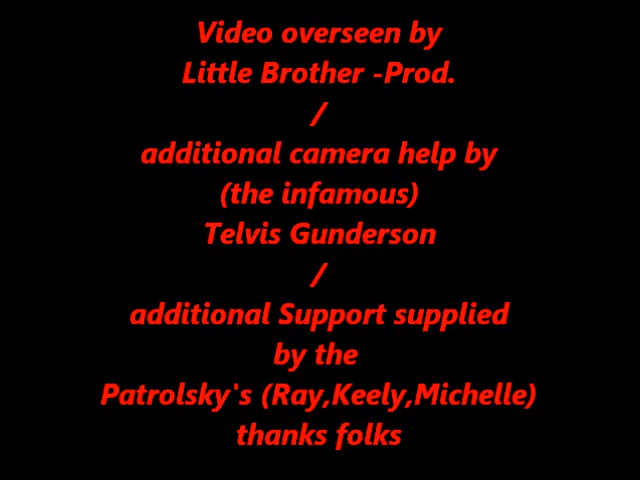 Video overseen by
Little Brother -Prod.
/
additional camera help by
(the infamous)
Telvis Gunderson
/
additional Support supplied
by the
Patrolsky's (Ray,Keely,Michelle)
thanks folks